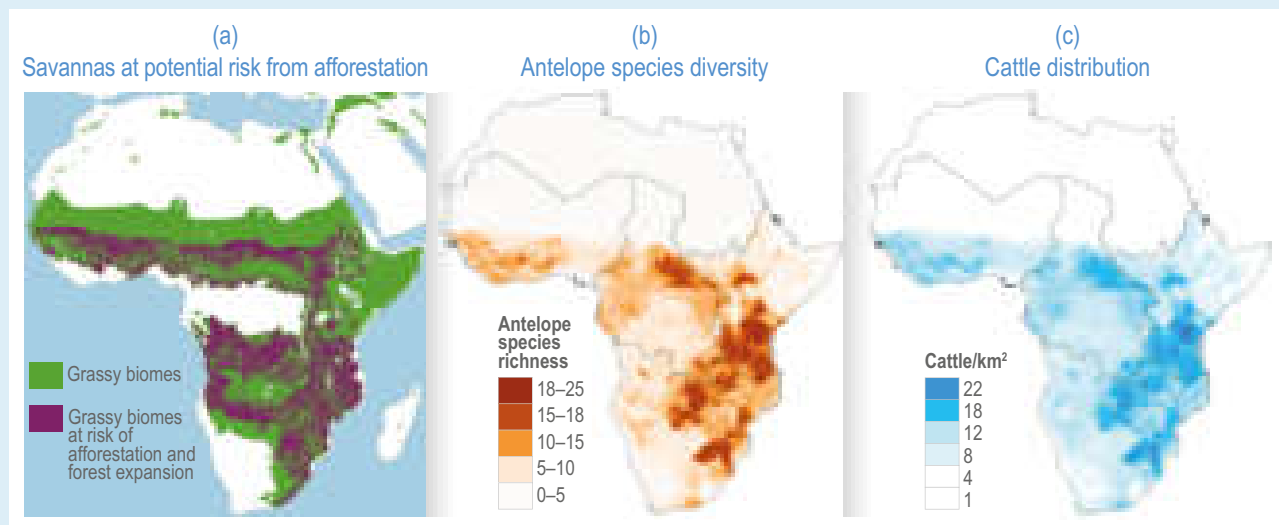 (a)
Savannas at potential risk from afforestation
Grassy biomes
Grassy biomes
at risk of
afforestation and
forest expansion
(b)
Antelope species diversity
Antelope
species
richness
18–25
15–18
10–15
5–10
0–5
(c)
Cattle distribution
Cattle/km²
22
18
12
8
4
1